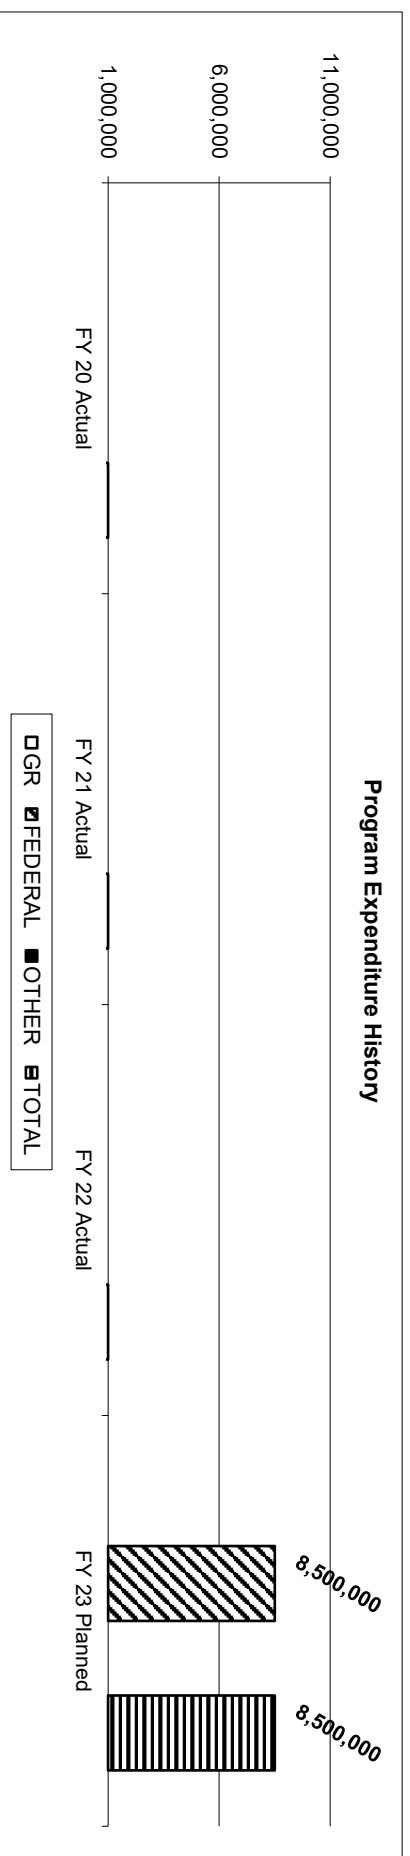 Program Expenditure History
11,000,000
6,000,000
1,000,000
8,500,000
8,500,000
FY 20 Actual
FY 21 Actual
FY 22 Actual
FY 23 Planned
GR FEDERAL OTHER TOTAL